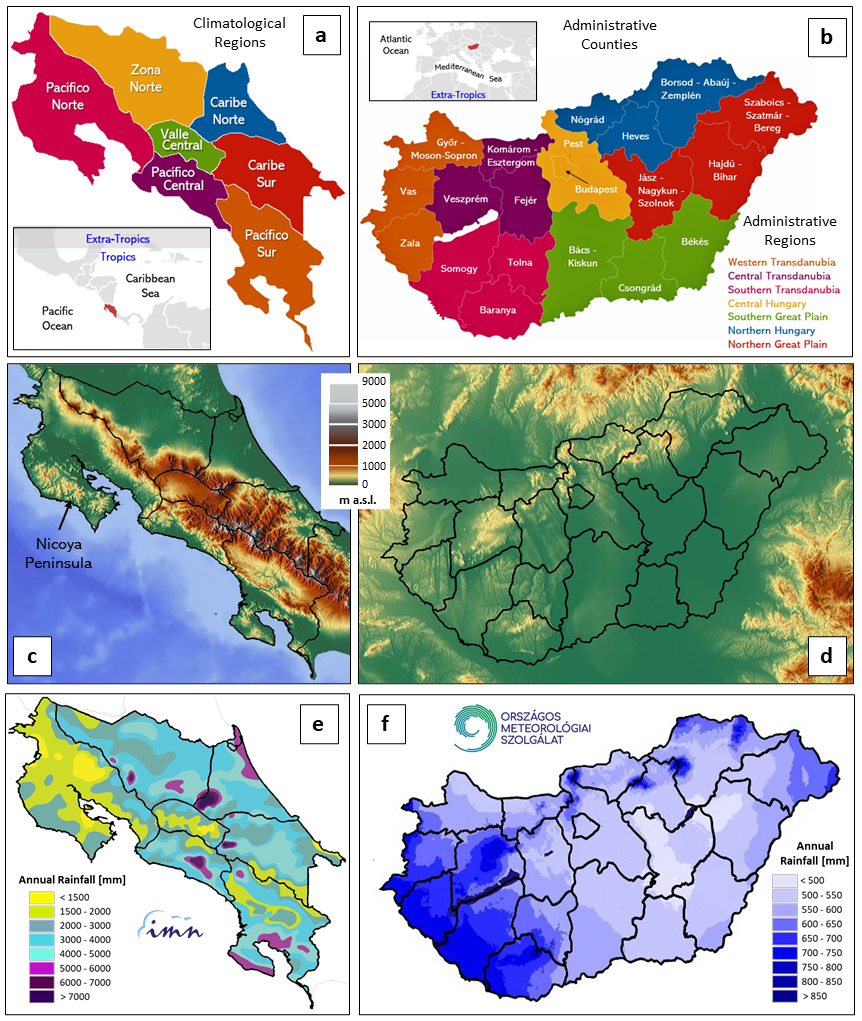 Climatological
Regions
a
Pacífico
Norte
Zona
Norte
Caribe
Norte
Valle
Central
Pacífico
Central
Caribe
Sur
Pacífico
Sur
Extra-Tropics
Tropics
Caribbean
Sea
Pacific
Ocean
Administrative
Counties
b
Atlantic
Ocean
Mediterranean Sea
Extra-Tropics
Borsod - Abaúj -
Zemplén
Szaboics -
Szatmár -
Bereg
Nógrád
Heves
Győr -
Moson-Sopron
Komárom -
Esztergom
Pest
Budapest
Hajdú -
Bihar
Jász -
Nagykun -
Szolnok
Vas
Veszprém
Fejér
Zala
Somogy
Tolna
Baranya
Bács -
Kiskun
Békés
Csongrád
Administrative
Regions
Western Transdanubia
Central Transdanubia
Southern Transdanubia
Central Hungary
Southern Great Plain
Northern Hungary
Northern Great Plain
9000
5000
3000
2000
1000
0
m a.s.l.
Nicoya
Peninsula
c
d
e
Annual Rainfall [mm]
< 1500
1500 - 2000
2000 - 3000
3000 - 4000
4000 - 5000
5000 - 6000
6000 - 7000
> 7000
imn
f
ORSZÁGOS
METEOROLÓGIAI
SZOLGÁLAT
Annual
Rainfall [mm]
< 500
500 - 550
550 - 600
600 - 650
650 - 700
700 - 750
750 - 800
800 - 850
> 850